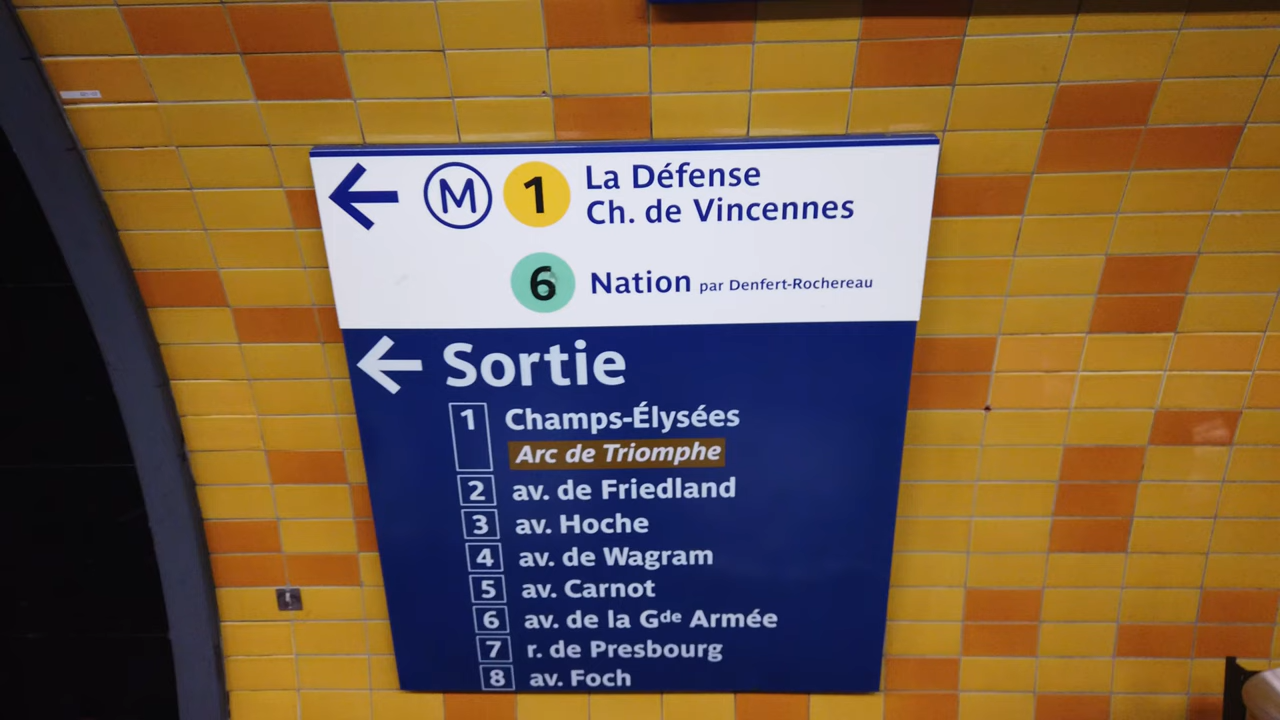 M 1 La Défense
Ch. de Vincennes
6 Nation par Denfert-Rochereau
Sortie
1 Champs-Élysées
Arc de Triomphe
2 av. de Friedland
3 av. Hoche
4 av. de Wagram
5 av. Carnot
6 av. de la Gde Armée
7 r. de Presbourg
8 av. Foch